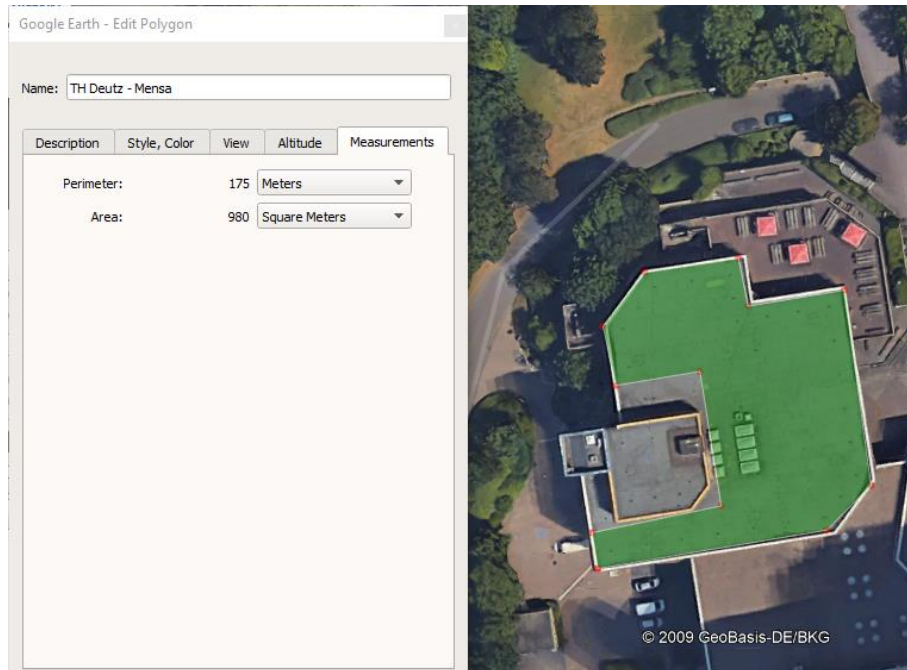 Google Earth - Edit Polygon
Name: TH Deutz - Mensa
Description Style, Color View Altitude Measurements
Perimeter: 175 Meters
Area: 980 Square Meters
© 2009 GeoBasis-DE/BKG